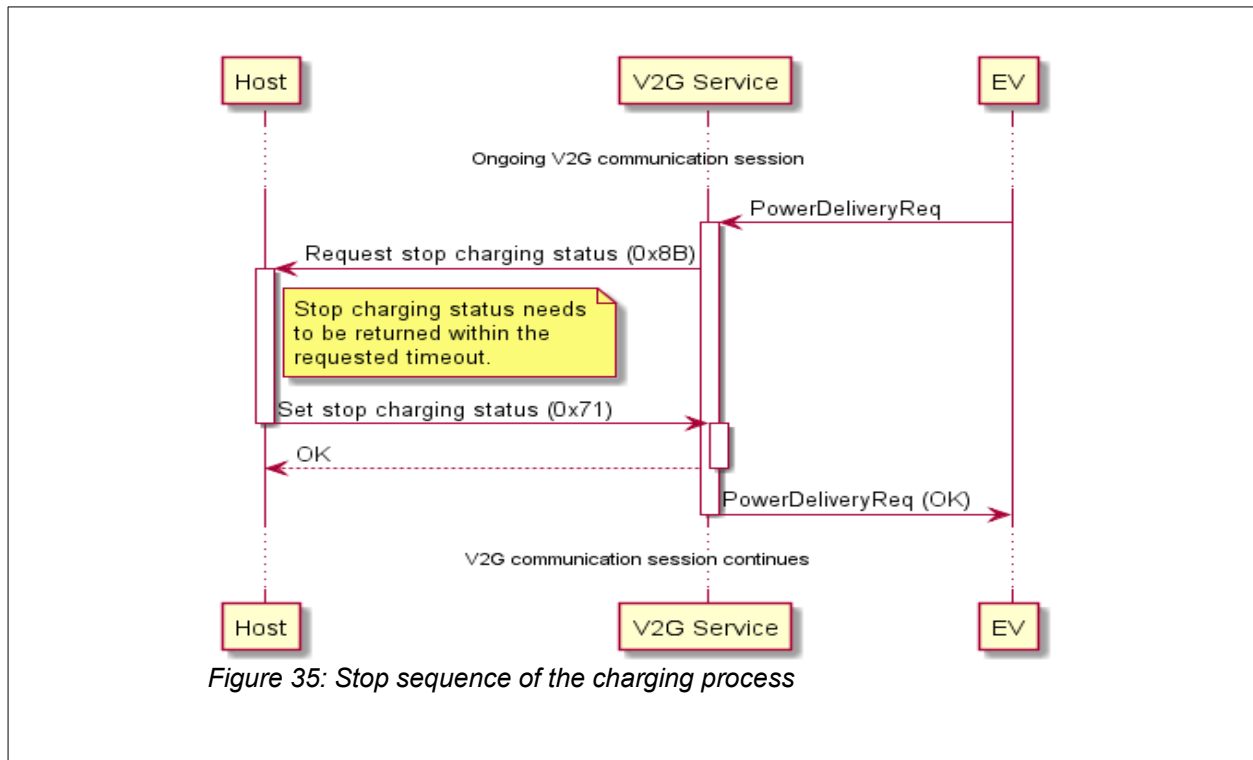 Host
V2G Service
EV
Ongoing V2G communication session
PowerDeliveryReq
Request stop charging status (0x8B)
Stop charging status needs
to be returned within the
requested timeout.
Set stop charging status (0x71)
OK
PowerDeliveryReq (OK)
V2G communication session continues
Host
V2G Service
EV
Figure 35: Stop sequence of the charging process